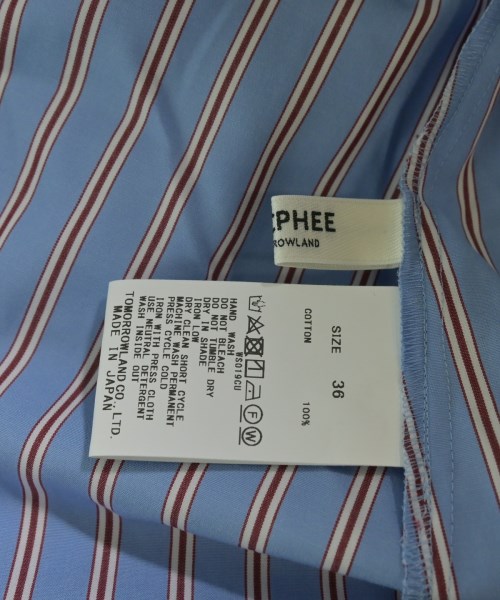 EPHEE
ROWLAND
SIZE 36
COTTON 100%
WS019CU
HAND WASH
DO NOT BLEACH
DO NOT TUMBLE DRY
DRY IN SHADE
IRON LOW
DRY CLEAN SHORT CYCLE
MACHINE WASH PERMANENT
PRESS CYCLE COLD
IRON WITH PRESS CLOTH
USE NEUTRAL DETERGENT
WASH INSIDE OUT
TOMORROWLAND CO., LTD.
MADE IN JAPAN